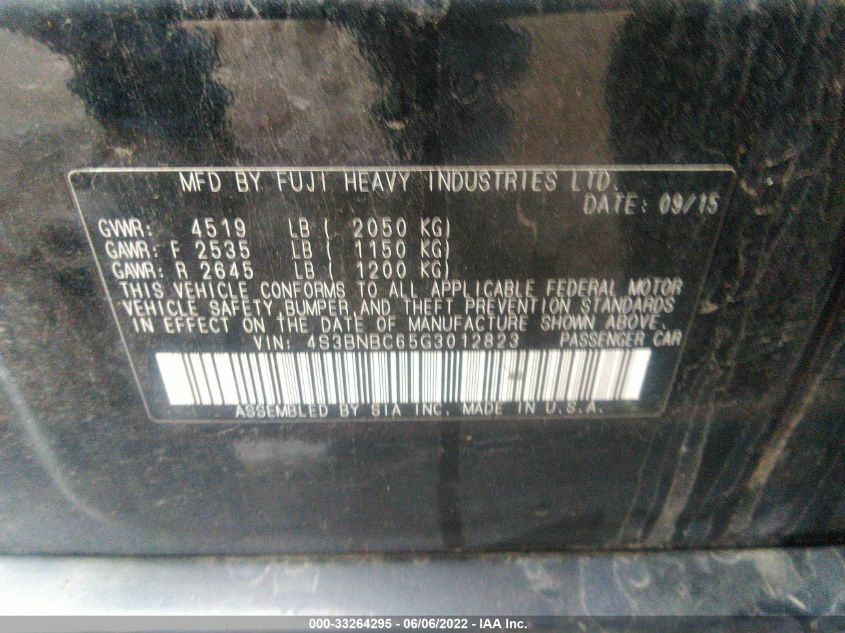 MFD BY FUJI HEAVY INDUSTRIES LTD.
DATE: 09/15
GVWR: 4519 LB ( 2050 KG)
GAWR: F 2535 LB ( 1150 KG)
GAWR: R 2645 LB ( 1200 KG)
THIS VEHICLE CONFORMS TO ALL APPLICABLE FEDERAL MOTOR
VEHICLE SAFETY, BUMPER, AND THEFT PREVENTION STANDARDS
IN EFFECT ON THE DATE OF MANUFACTURE SHOWN ABOVE.
VIN: 4S3BNBC65G3012823 PASSENGER CAR
ASSEMBLED BY SIA INC. MADE IN U.S.A.
000-33264295 - 06/06/2022 - IAA Inc.